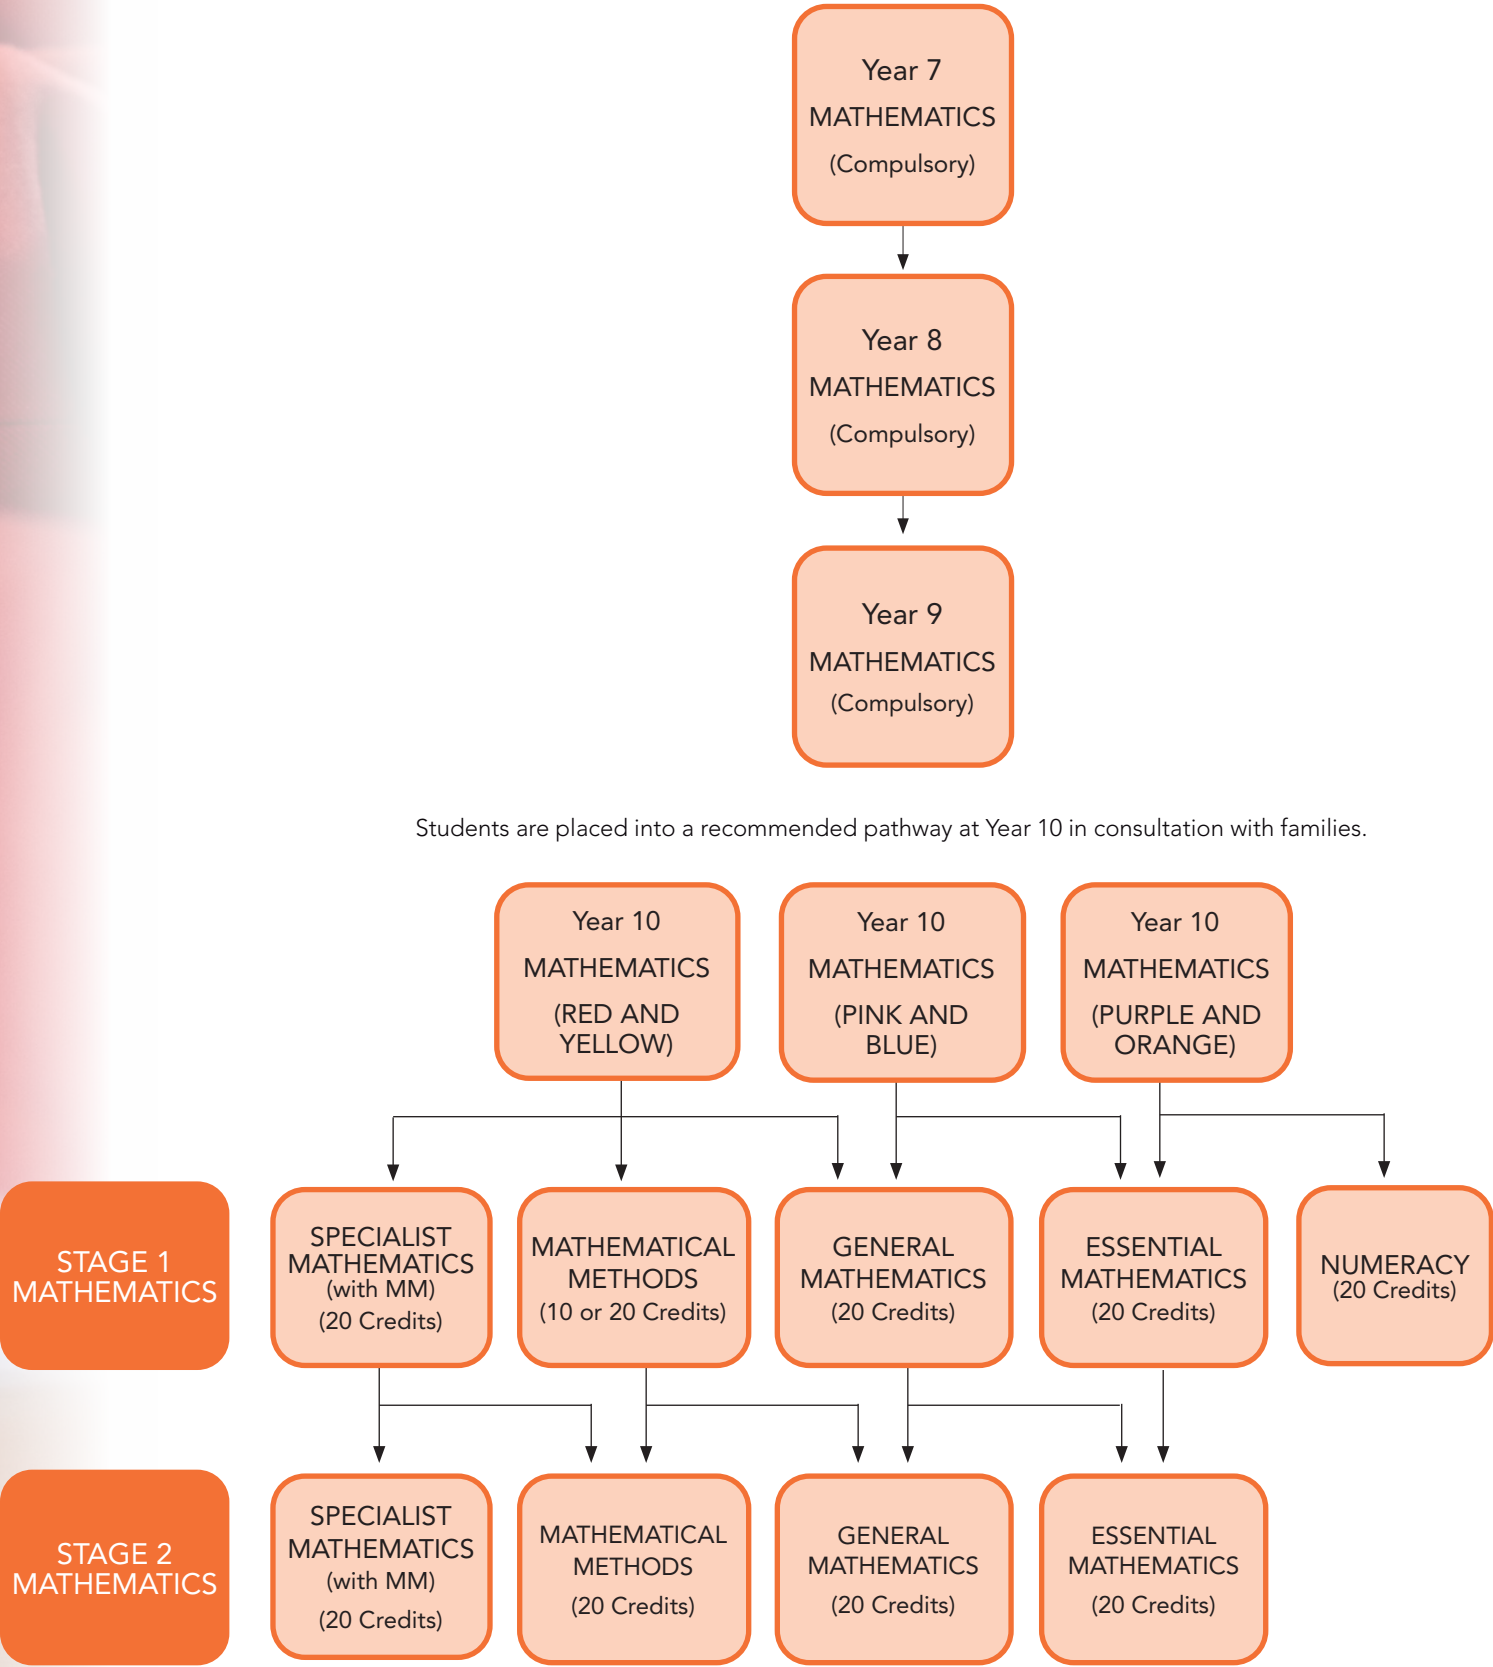 Year 7
MATHEMATICS
(Compulsory)
Year 8
MATHEMATICS
(Compulsory)
Year 9
MATHEMATICS
(Compulsory)
Students are placed into a recommended pathway at Year 10 in consultation with families.
Year 10
MATHEMATICS
(RED AND
YELLOW)
Year 10
MATHEMATICS
(PINK AND
BLUE)
Year 10
MATHEMATICS
(PURPLE AND
ORANGE)
STAGE 1
MATHEMATICS
SPECIALIST
MATHEMATICS
(with MM)
(20 Credits)
MATHEMATICAL
METHODS
(10 or 20 Credits)
GENERAL
MATHEMATICS
(20 Credits)
ESSENTIAL
MATHEMATICS
(20 Credits)
NUMERACY
(20 Credits)
STAGE 2
MATHEMATICS
SPECIALIST
MATHEMATICS
(with MM)
(20 Credits)
MATHEMATICAL
METHODS
(20 Credits)
GENERAL
MATHEMATICS
(20 Credits)
ESSENTIAL
MATHEMATICS
(20 Credits)